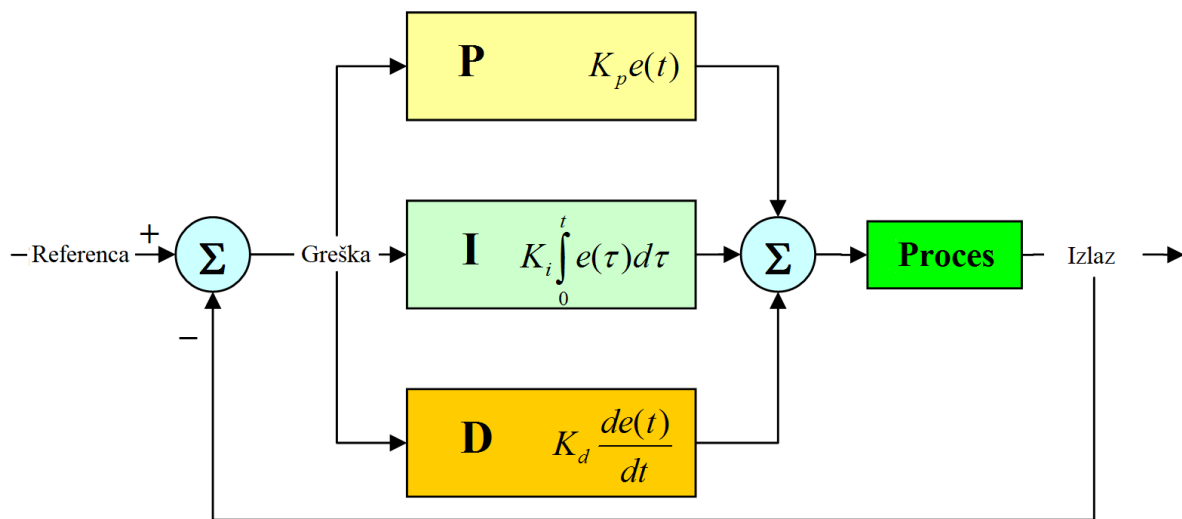 P K_p e(t)
Referenca
+
Σ
Greška
I K_i ∫_0^t e(τ)dτ
Σ
Proces
Izlaz
−
D K_d de(t)/dt